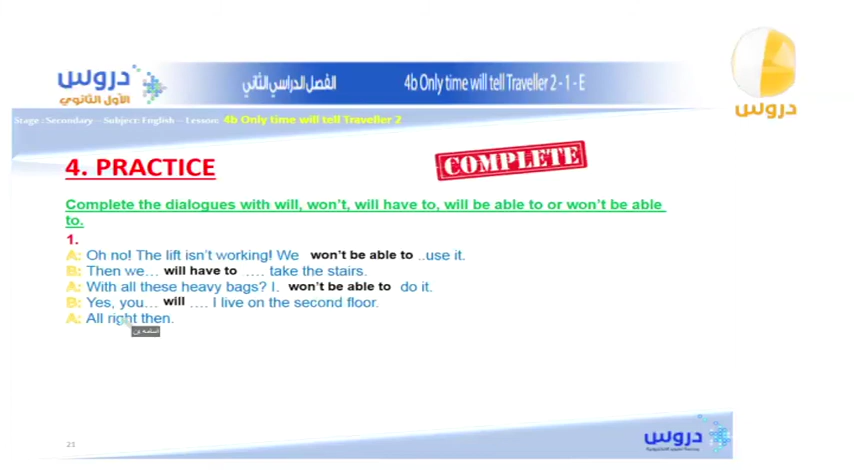 دروس
الأول الثانوي
الفصل الدراسي الثاني
4b Only time will tell Traveller 2 - 1 - E
دروس
Stage : Secondary – Subject: English – Lesson: 4b Only time will tell Traveller 2
4. PRACTICE
COMPLETE
Complete the dialogues with will, won't, will have to, will be able to or won't be able
to.
1.
A: Oh no! The lift isn't working! We won't be able to ..use it.
B: Then we… will have to …. take the stairs.
A: With all these heavy bags? I. won't be able to do it.
B: Yes, you… will …. I live on the second floor.
A: All right then.
اسامه بن
21
دروس